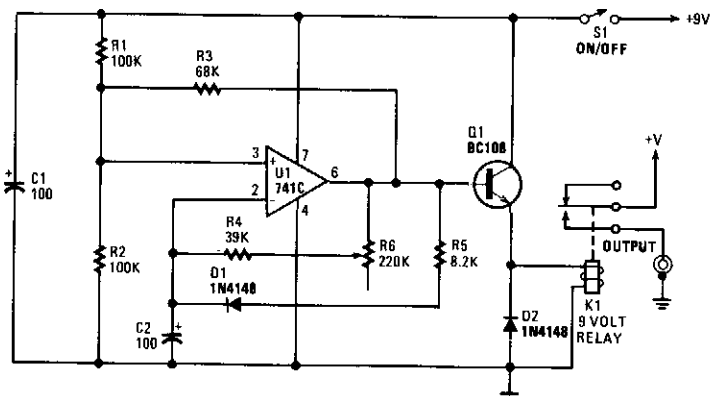 R1
100K
R3
68K
S1
ON/OFF
+9V
Q1
BC108
+V
3
+
7
U1
741C
6
2
-
4
+
C1
100
R2
100K
R4
39K
R6
220K
R5
8.2K
D1
1N4148
C2
100
+
D2
1N4148
OUTPUT
K1
9 VOLT
RELAY